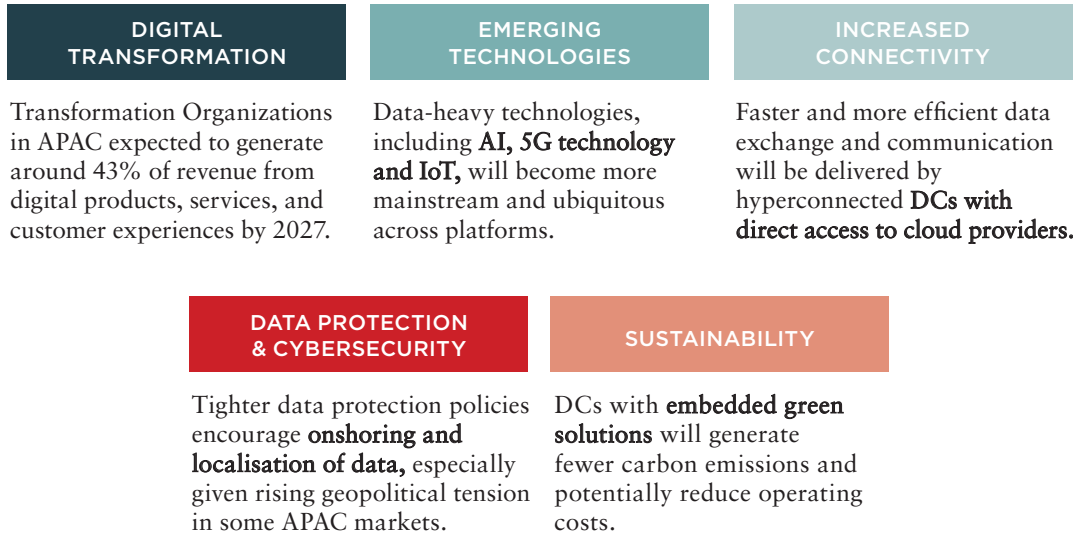 DIGITAL
TRANSFORMATION
Transformation Organizations
in APAC expected to generate
around 43% of revenue from
digital products, services, and
customer experiences by 2027.
EMERGING
TECHNOLOGIES
Data-heavy technologies,
including AI, 5G technology
and IoT, will become more
mainstream and ubiquitous
across platforms.
INCREASED
CONNECTIVITY
Faster and more efficient data
exchange and communication
will be delivered by
hyperconnected DCs with
direct access to cloud providers.
DATA PROTECTION
& CYBERSECURITY
Tighter data protection policies
encourage onshoring and
localisation of data, especially
given rising geopolitical tension
in some APAC markets.
SUSTAINABILITY
DCs with embedded green
solutions will generate
fewer carbon emissions and
potentially reduce operating
costs.